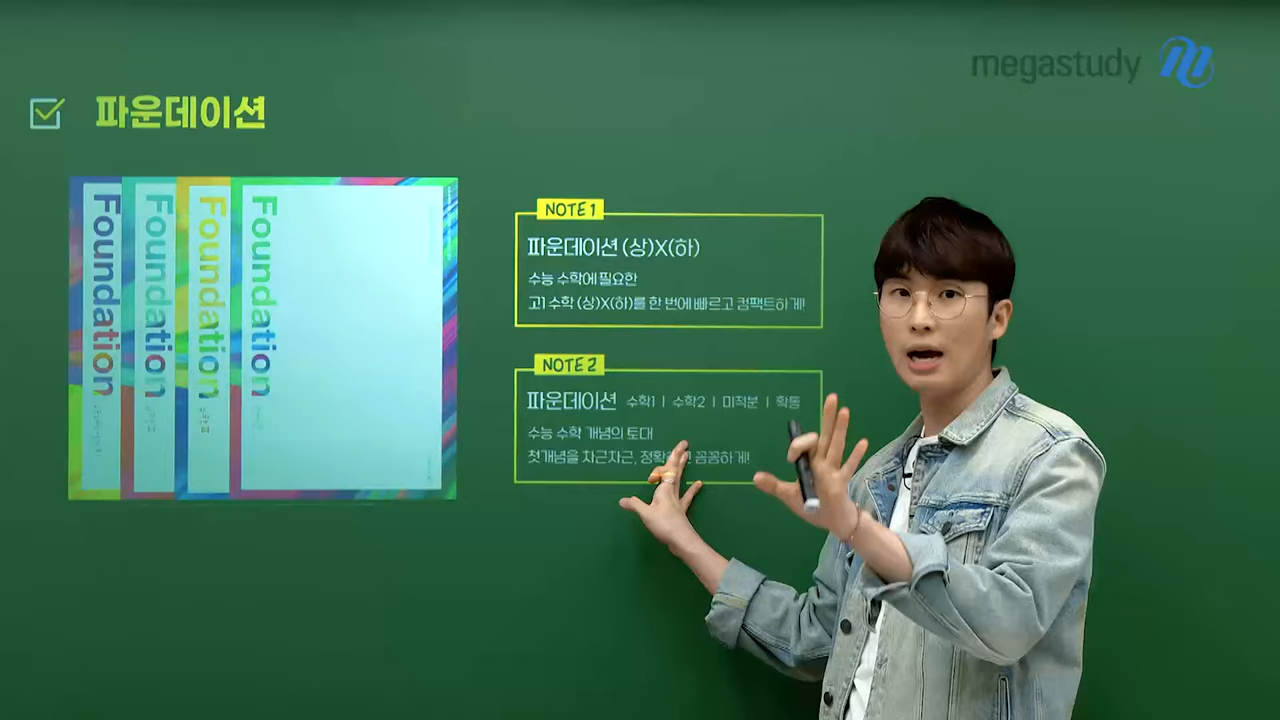 megastudy
파운데이션
Foundation
Foundation
Foundation
Foundation
NOTE 1
파운데이션 (상)X(하)
수능 수학에 필요한
고1 수학 (상)X(하)를 한 번에 빠르고 컴팩트하게!
NOTE 2
파운데이션 수학1 | 수학2 | 미적분 | 확통
수능 수학 개념의 토대
첫개념을 차근차근, 꼼꼼하게!